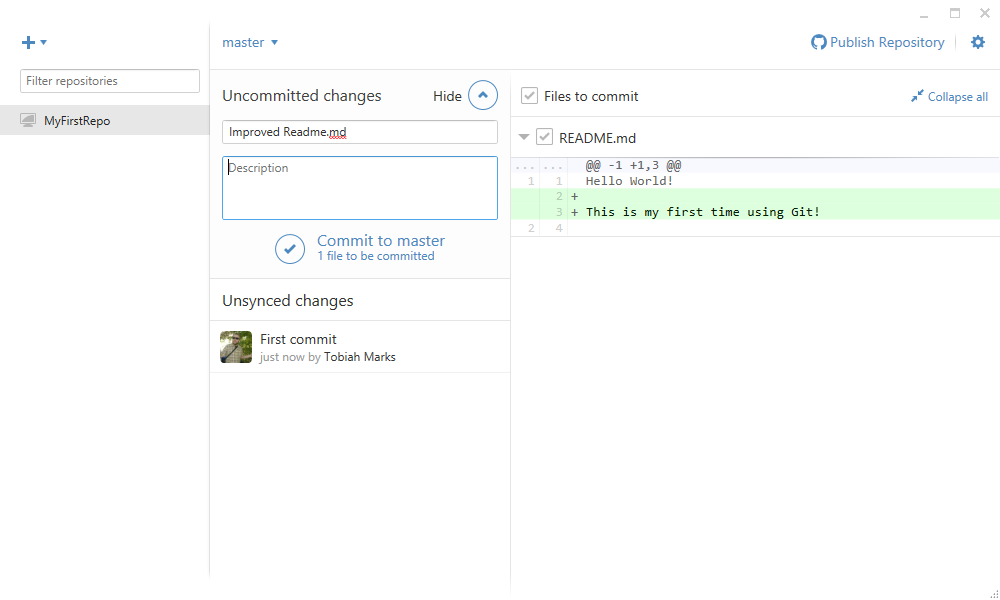 master
Publish Repository
Filter repositories
MyFirstRepo
Uncommitted changes
Hide
Improved Readme.md
Description
Commit to master
1 file to be committed
Unsynced changes
First commit
just now by Tobiah Marks
Files to commit
Collapse all
README.md
... ... @@ -1 +1,3 @@
1 1 Hello World!
2 +
3 + This is my first time using Git!
2 4